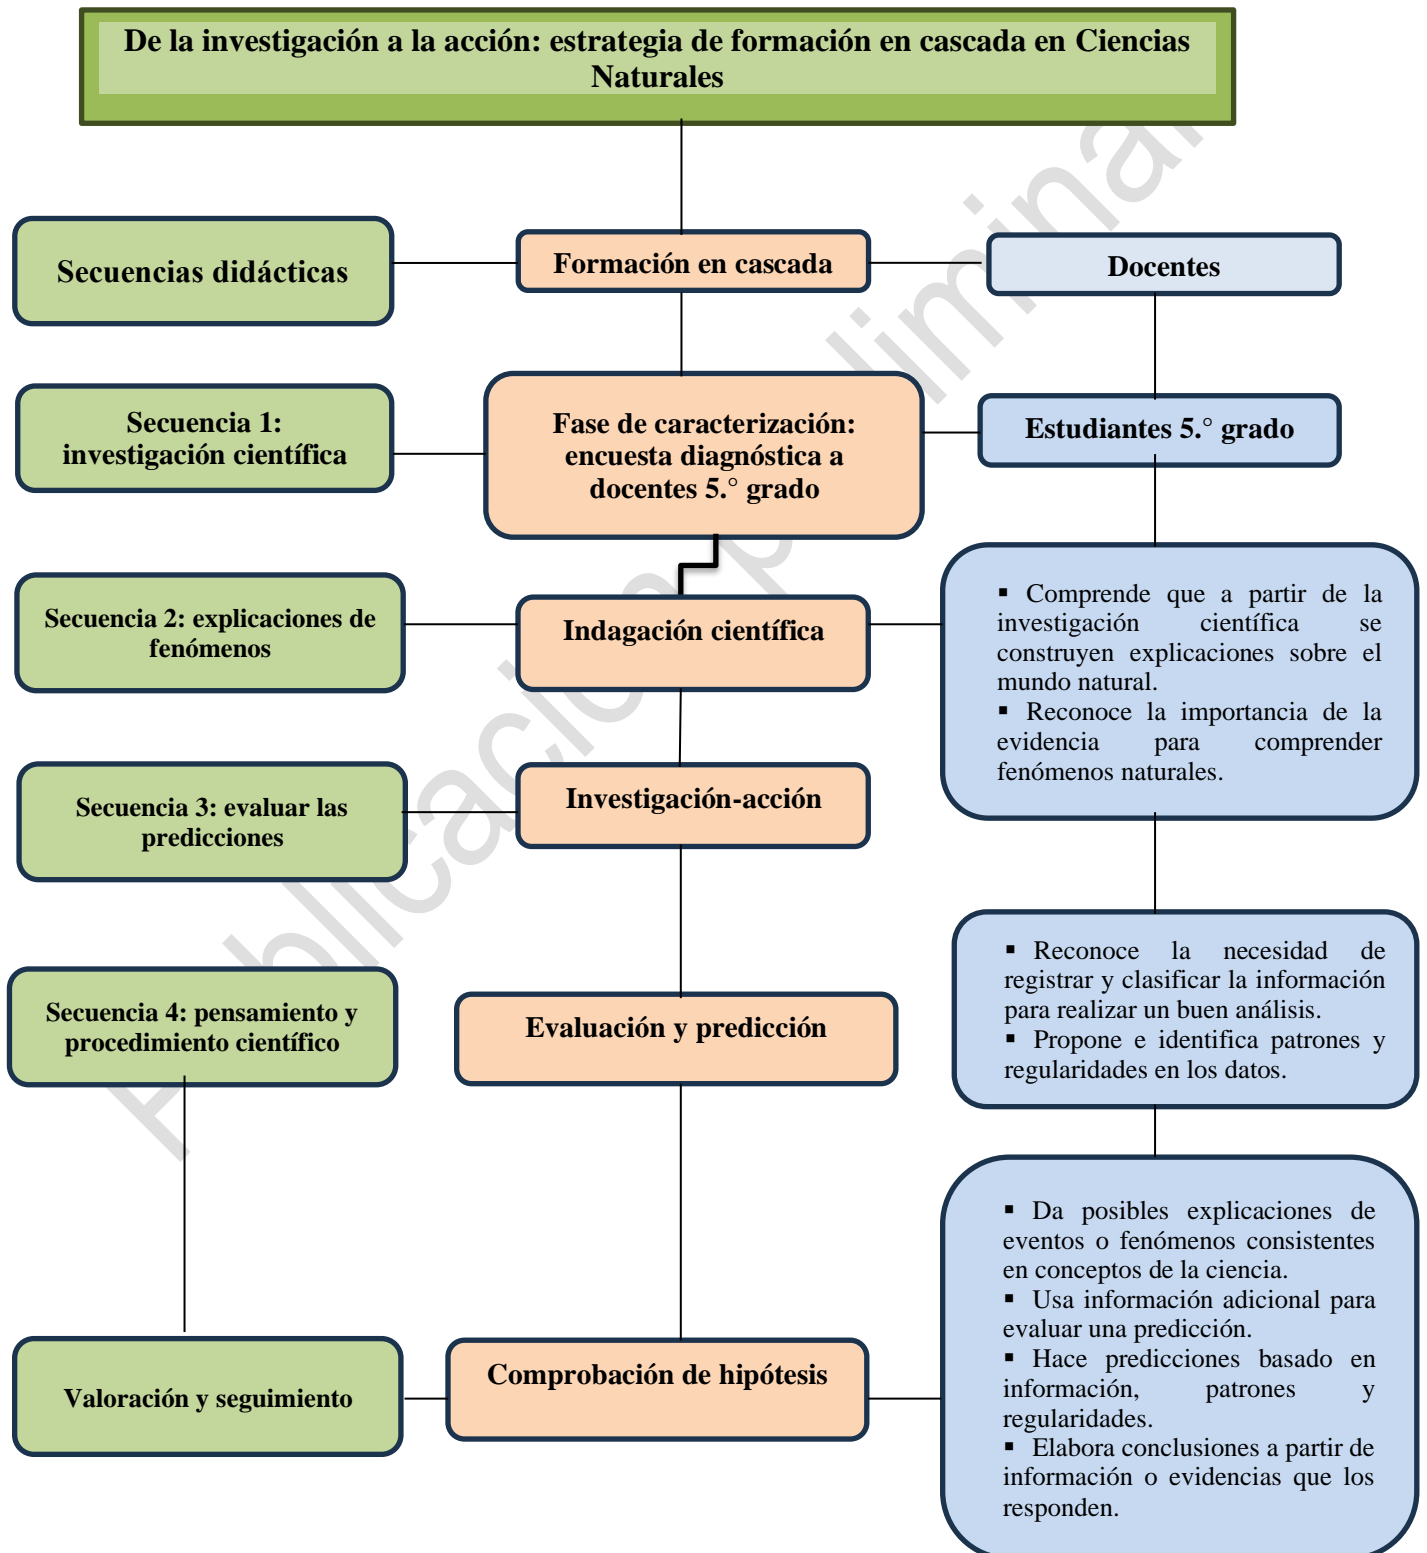 De la investigación a la acción: estrategia de formación en cascada en Ciencias
Naturales
Secuencias didácticas
Formación en cascada
Docentes
Secuencia 1:
investigación científica
Fase de caracterización:
encuesta diagnóstica a
docentes 5.° grado
Estudiantes 5.° grado
Secuencia 2: explicaciones de
fenómenos
Indagación científica
▪ Comprende que a partir de la
investigación científica se
construyen explicaciones sobre el
mundo natural.
▪ Reconoce la importancia de la
evidencia para comprender
fenómenos naturales.
Secuencia 3: evaluar las
predicciones
Investigación-acción
Secuencia 4: pensamiento y
procedimiento científico
Evaluación y predicción
▪ Reconoce la necesidad de
registrar y clasificar la información
para realizar un buen análisis.
▪ Propone e identifica patrones y
regularidades en los datos.
Valoración y seguimiento
Comprobación de hipótesis
▪ Da posibles explicaciones de
eventos o fenómenos consistentes
en conceptos de la ciencia.
▪ Usa información adicional para
evaluar una predicción.
▪ Hace predicciones basado en
información, patrones y
regularidades.
▪ Elabora conclusiones a partir de
información o evidencias que los
responden.